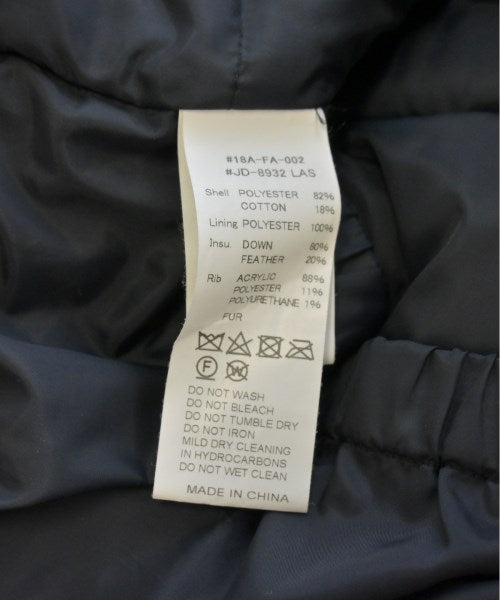 #18A-FA-002
#JD-8932 LAS
Shell POLYESTER 82%
COTTON 18%
Lining POLYESTER 100%
Insu. DOWN 80%
FEATHER 20%
Rib ACRYLIC 88%
POLYESTER 11%
POLYURETHANE 1%
FUR
F W
DO NOT WASH
DO NOT BLEACH
DO NOT TUMBLE DRY
DO NOT IRON
MILD DRY CLEANING
IN HYDROCARBONS
DO NOT WET CLEAN
MADE IN CHINA